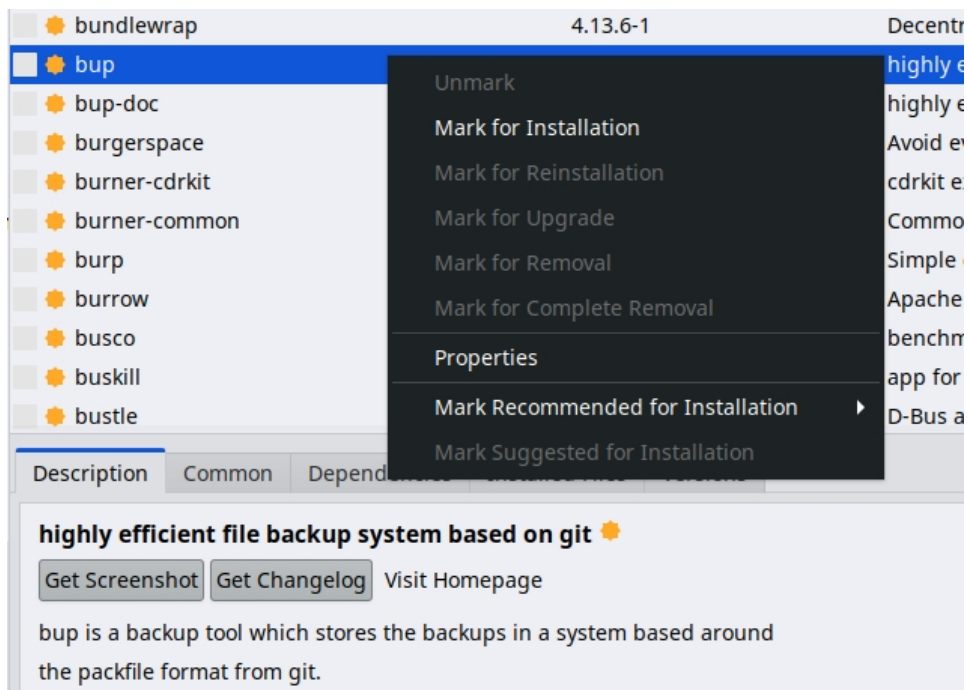 bundlewrap 4.13.6-1 Decentr
bup highly e
bup-doc highly e
burgerspace Avoid ev
burner-cdrkit cdrkit e
burner-common Commo
burp Simple
burrow Apache
busco benchm
buskill app for
bustle D-Bus a
Unmark
Mark for Installation
Mark for Reinstallation
Mark for Upgrade
Mark for Removal
Mark for Complete Removal
Properties
Mark Recommended for Installation
Mark Suggested for Installation
Description Common Dependencies Installed Files Versions
highly efficient file backup system based on git
Get Screenshot Get Changelog Visit Homepage
bup is a backup tool which stores the backups in a system based around
the packfile format from git.